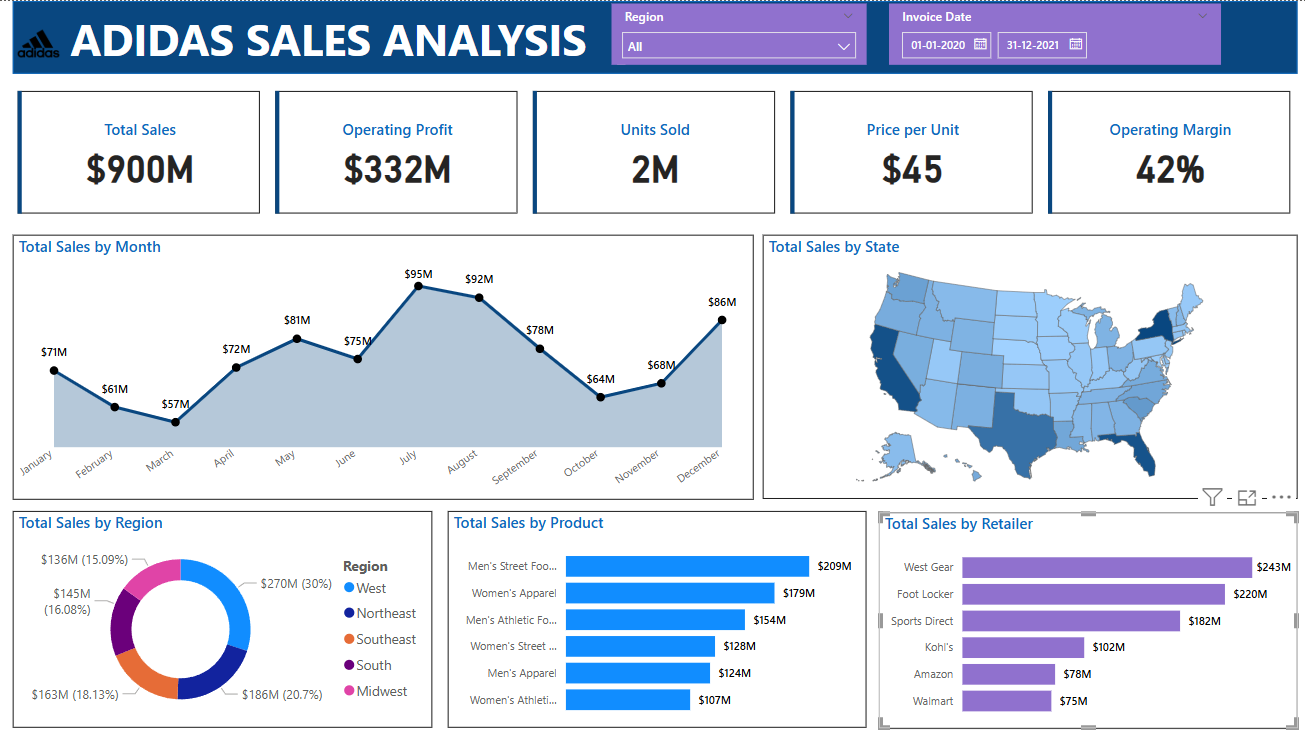 adidas
ADIDAS SALES ANALYSIS
Region
All
Invoice Date
01-01-2020
31-12-2021
Total Sales
$900M
Operating Profit
$332M
Units Sold
2M
Price per Unit
$45
Operating Margin
42%
Total Sales by Month
$71M
$61M
$57M
$72M
$81M
$75M
$95M
$92M
$78M
$64M
$68M
$86M
January
February
March
April
May
June
July
August
September
October
November
December
Total Sales by State
Total Sales by Region
$136M (15.09%)
$270M (30%)
$145M
(16.08%)
$163M (18.13%)
$186M (20.7%)
Region
West
Northeast
Southeast
South
Midwest
Total Sales by Product
Men's Street Foo... $209M
Women's Apparel $179M
Men's Athletic Fo... $154M
Women's Street ... $128M
Men's Apparel $124M
Women's Athleti... $107M
Total Sales by Retailer
West Gear $243M
Foot Locker $220M
Sports Direct $182M
Kohl's $102M
Amazon $78M
Walmart $75M